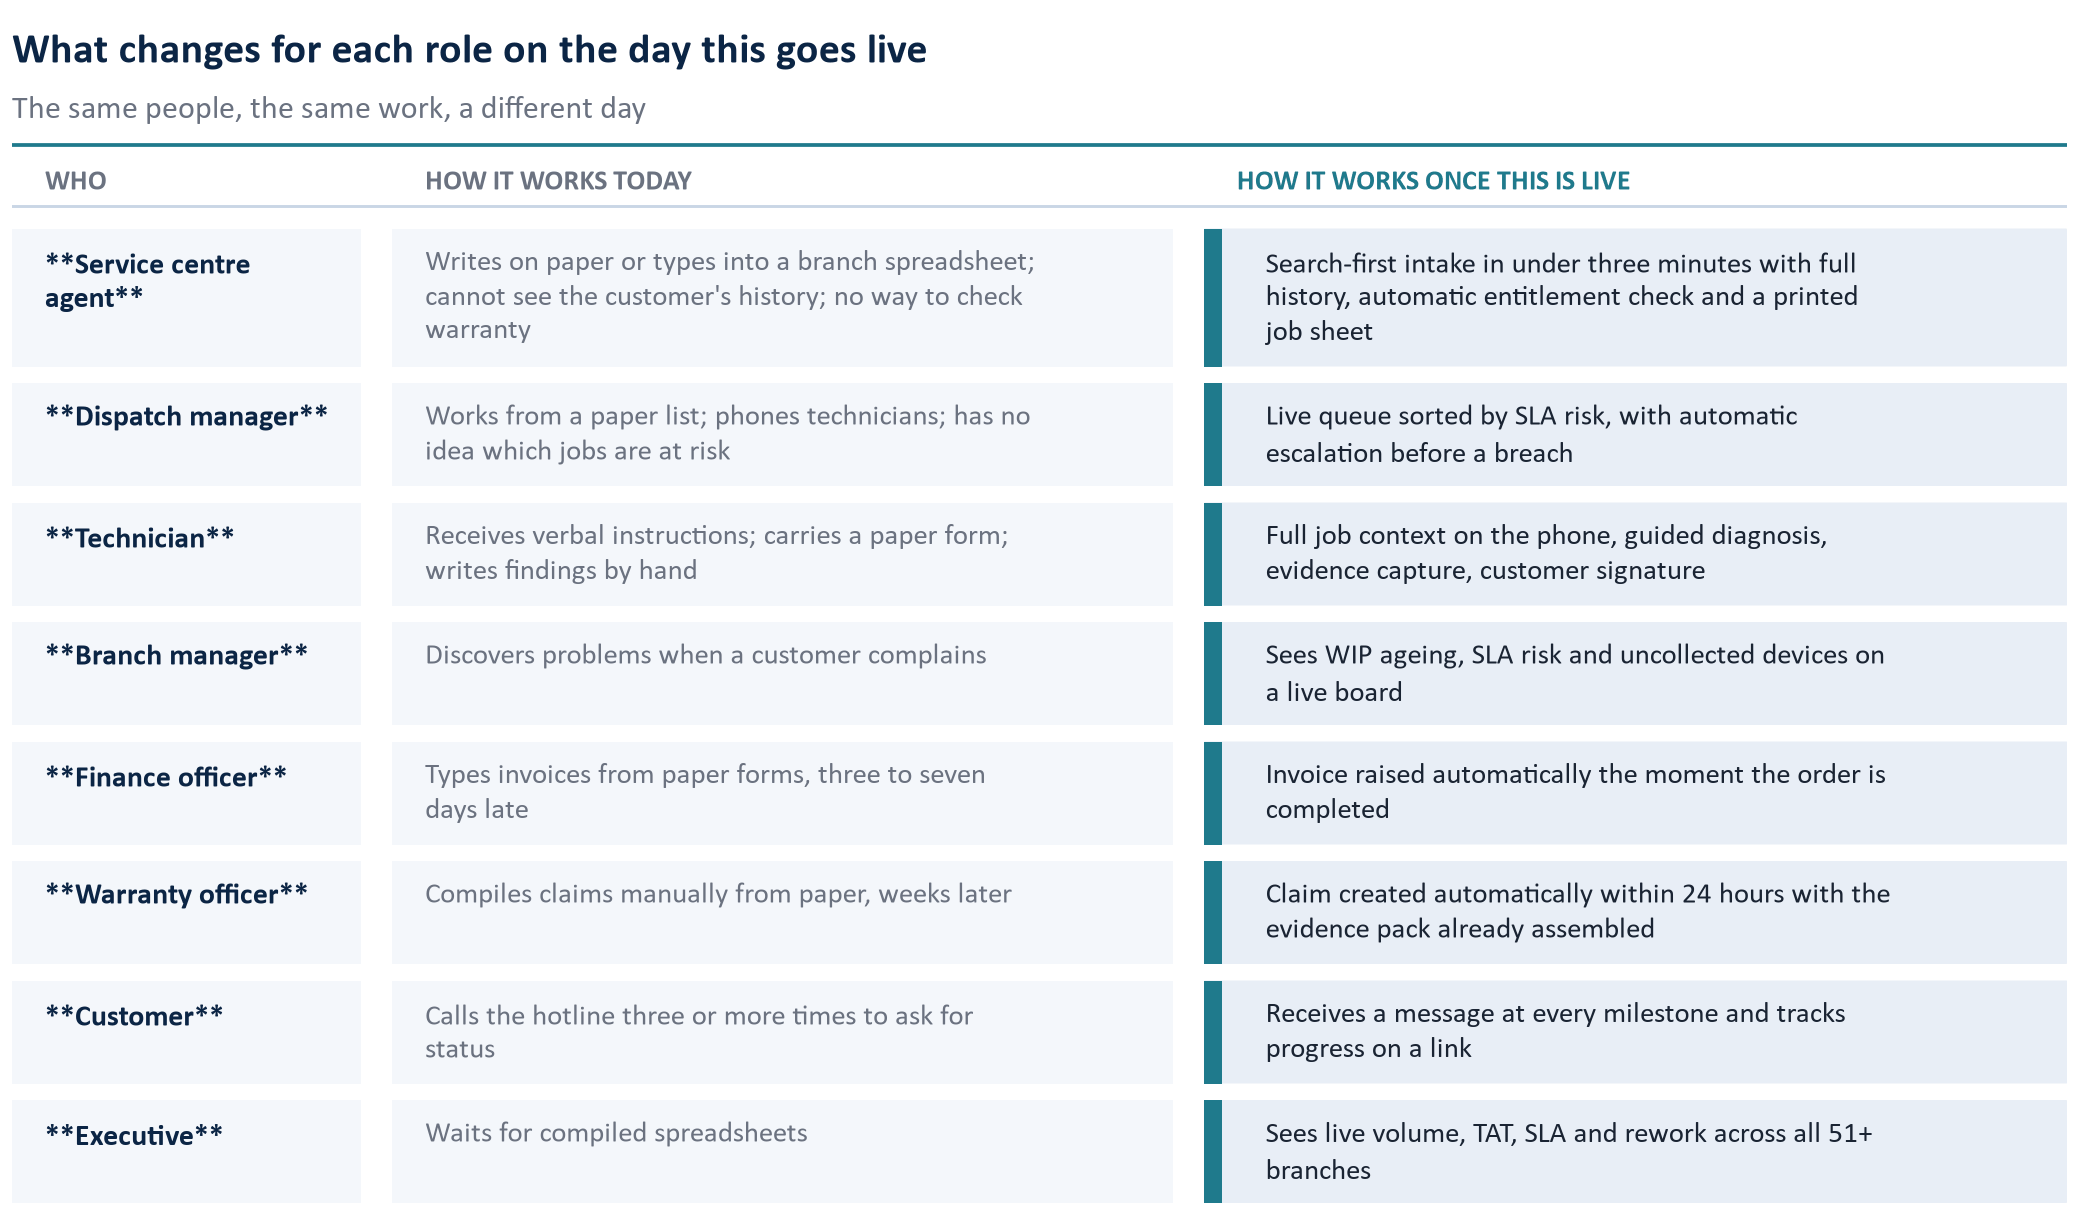 What changes for each role on the day this goes live
The same people, the same work, a different day
WHO
HOW IT WORKS TODAY
HOW IT WORKS ONCE THIS IS LIVE
**Service centre
agent**
Writes on paper or types into a branch spreadsheet;
cannot see the customer's history; no way to check
warranty
Search-first intake in under three minutes with full
history, automatic entitlement check and a printed
job sheet
**Dispatch manager**
Works from a paper list; phones technicians; has no
idea which jobs are at risk
Live queue sorted by SLA risk, with automatic
escalation before a breach
**Technician**
Receives verbal instructions; carries a paper form;
writes findings by hand
Full job context on the phone, guided diagnosis,
evidence capture, customer signature
**Branch manager**
Discovers problems when a customer complains
Sees WIP ageing, SLA risk and uncollected devices on
a live board
**Finance officer**
Types invoices from paper forms, three to seven
days late
Invoice raised automatically the moment the order is
completed
**Warranty officer**
Compiles claims manually from paper, weeks later
Claim created automatically within 24 hours with the
evidence pack already assembled
**Customer**
Calls the hotline three or more times to ask for
status
Receives a message at every milestone and tracks
progress on a link
**Executive**
Waits for compiled spreadsheets
Sees live volume, TAT, SLA and rework across all 51+
branches